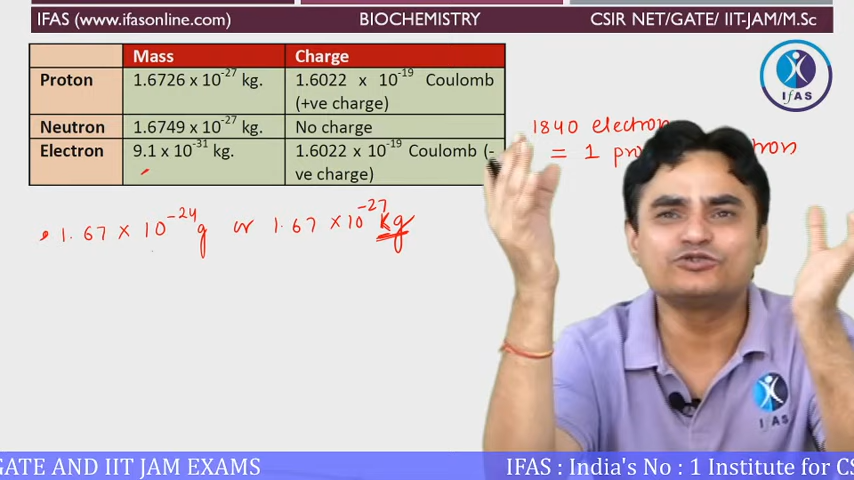 IFAS (www.ifasonline.com) BIOCHEMISTRY CSIR NET/GATE/ IIT-JAM/M.Sc
Mass Charge
Proton 1.6726 x 10⁻²⁷ kg. 1.6022 x 10⁻¹⁹ Coulomb
(+ve charge)
Neutron 1.6749 x 10⁻²⁷ kg. No charge
Electron 9.1 x 10⁻³¹ kg. 1.6022 x 10⁻¹⁹ Coulomb (-
ve charge)
IFAS
1840 electron
= 1 pro tron
1.67 × 10⁻²⁴ g or 1.67 × 10⁻²⁷ Kg
IFAS
GATE AND IIT JAM EXAMS IFAS : India's No : 1 Institute for CS